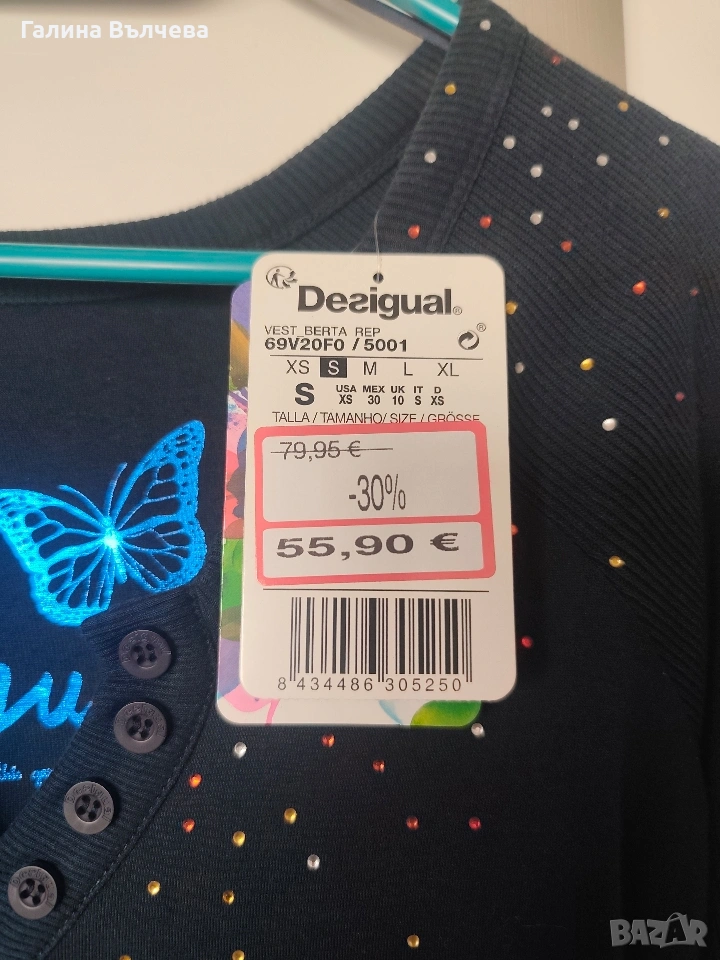 Галина Вълчева
Desigual®
VEST_BERTA REP
69V20F0 / 5001
XS S M L XL
S USA XS MEX 30 UK 10 IT S D XS
TALLA / TAMANHO / SIZE / GRÖSSE
79,95 €
-30%
55,90 €
8 434486 305250
BAZAR